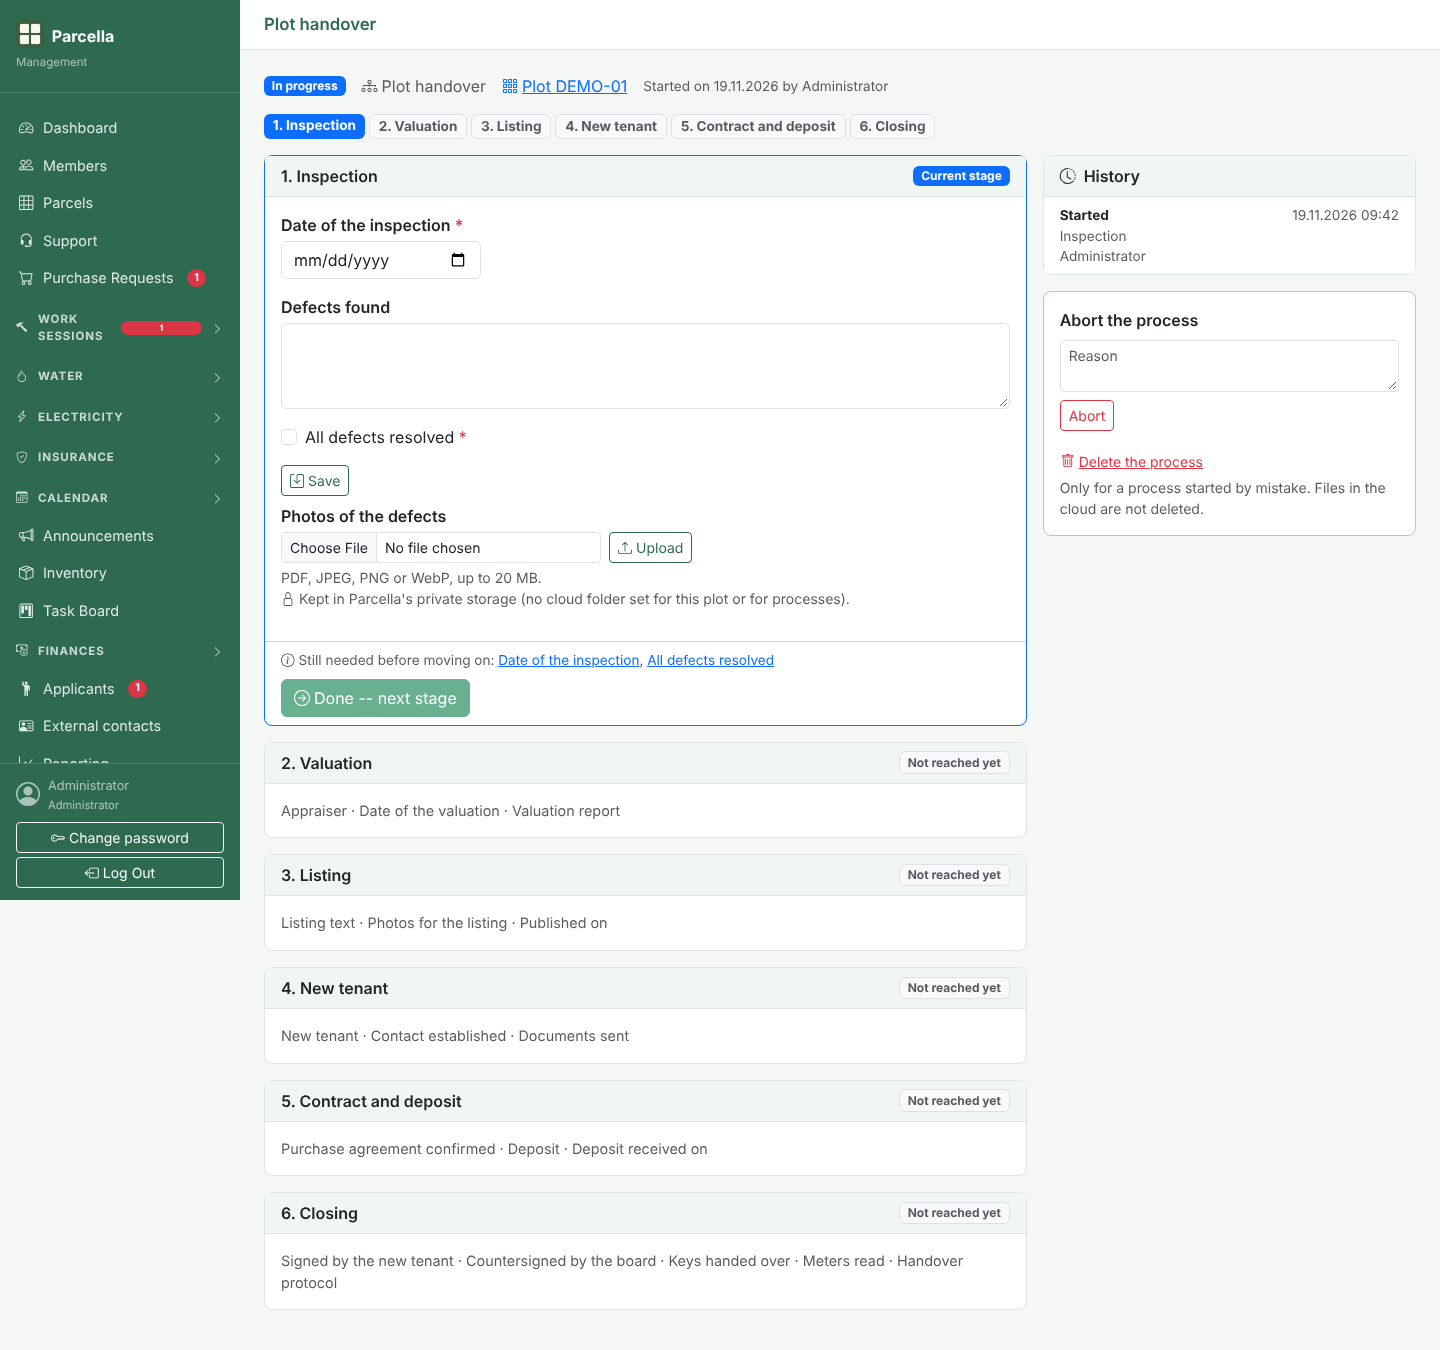 Parcella
Management
Dashboard
Members
Parcels
Support
Purchase Requests 1
WORK SESSIONS 1
WATER
ELECTRICITY
INSURANCE
CALENDAR
Announcements
Inventory
Task Board
FINANCES
Applicants 1
External contacts
Reporting
Administrator
Administrator
Change password
Log Out
Plot handover
In progress Plot handover Plot DEMO-01 Started on 19.11.2026 by Administrator
1. Inspection 2. Valuation 3. Listing 4. New tenant 5. Contract and deposit 6. Closing
1. Inspection Current stage
Date of the inspection *
mm/dd/yyyy
Defects found
All defects resolved *
Save
Photos of the defects
Choose File No file chosen Upload
PDF, JPEG, PNG or WebP, up to 20 MB.
Kept in Parcella's private storage (no cloud folder set for this plot or for processes).
Still needed before moving on: Date of the inspection, All defects resolved
Done -- next stage
2. Valuation Not reached yet
Appraiser · Date of the valuation · Valuation report
3. Listing Not reached yet
Listing text · Photos for the listing · Published on
4. New tenant Not reached yet
New tenant · Contact established · Documents sent
5. Contract and deposit Not reached yet
Purchase agreement confirmed · Deposit · Deposit received on
6. Closing Not reached yet
Signed by the new tenant · Countersigned by the board · Keys handed over · Meters read · Handover
protocol
History
Started 19.11.2026 09:42
Inspection
Administrator
Abort the process
Reason
Abort
Delete the process
Only for a process started by mistake. Files in the
cloud are not deleted.